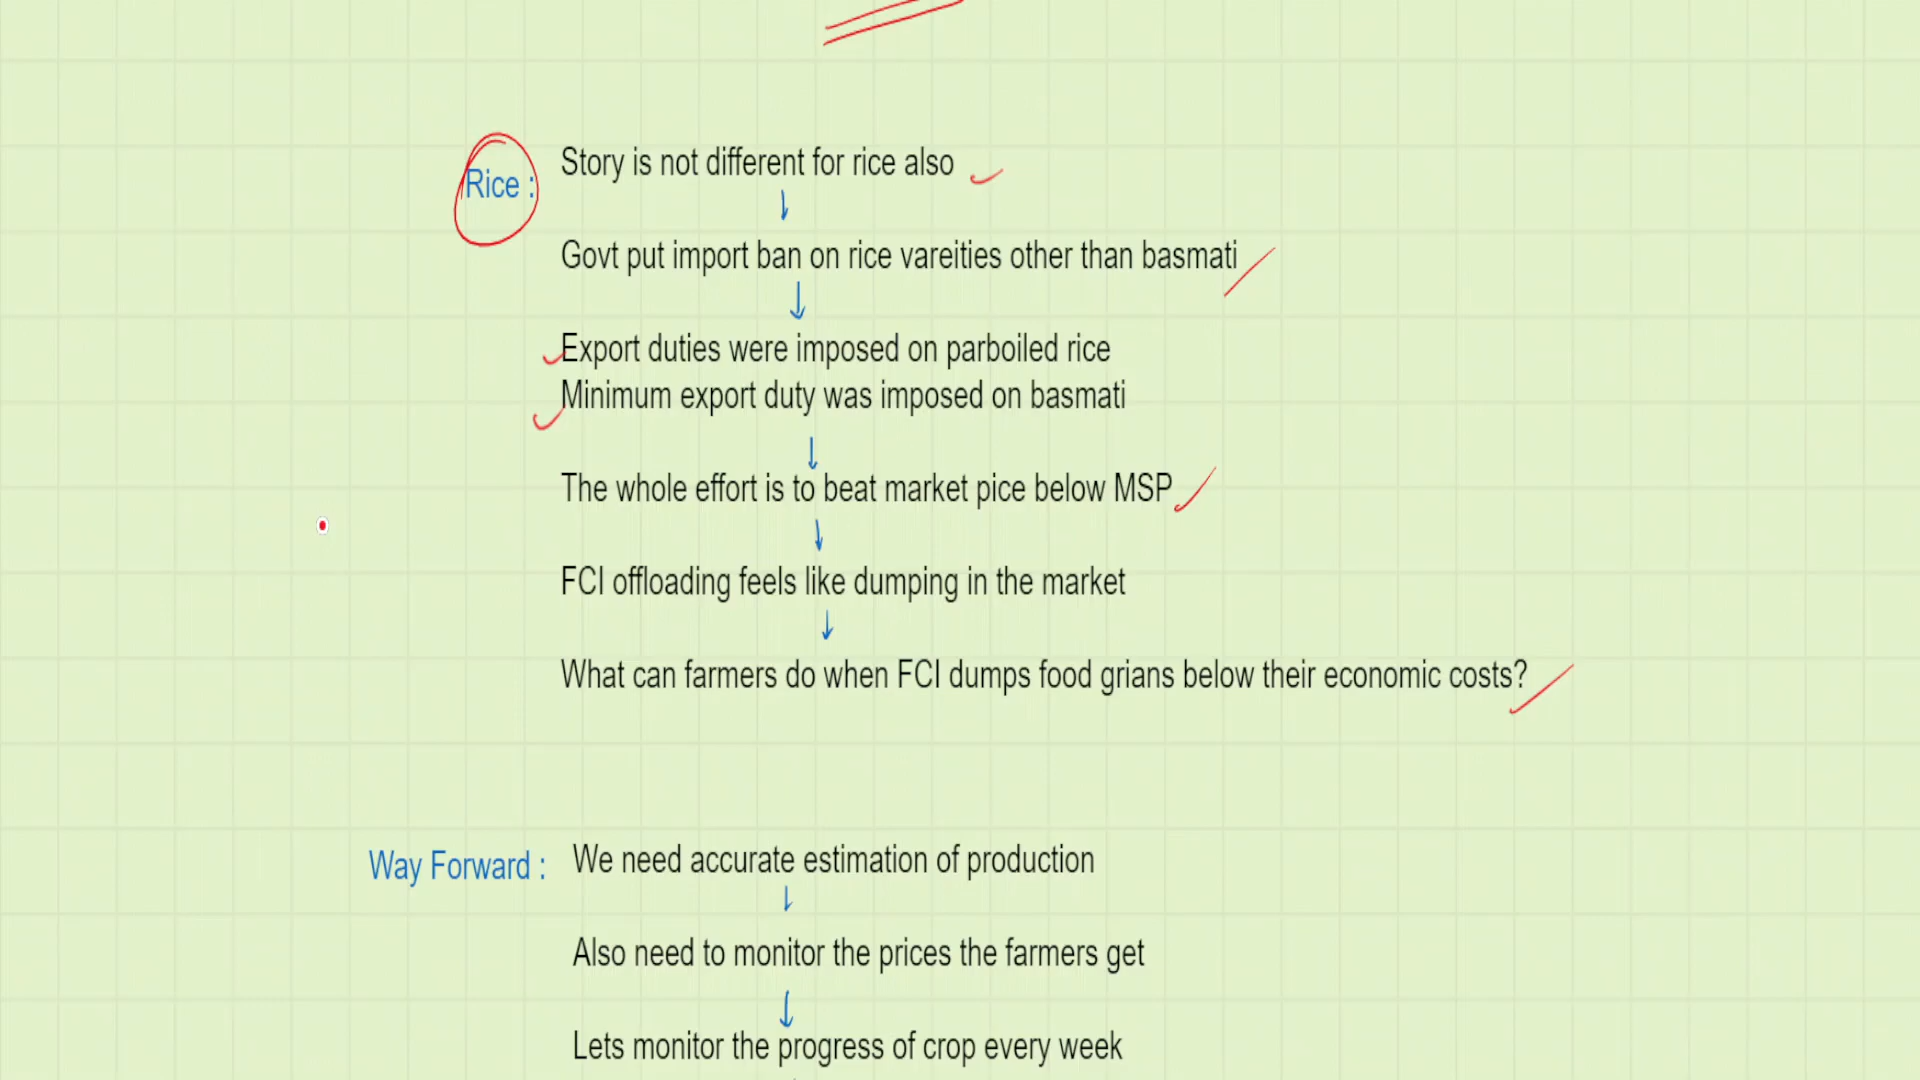 Story is not different for rice also
Rice :
Govt put import ban on rice vareities other than basmati
Export duties were imposed on parboiled rice
Minimum export duty was imposed on basmati
The whole effort is to beat market pice below MSP
FCI offloading feels like dumping in the market
What can farmers do when FCI dumps food grians below their economic costs?
Way Forward :
We need accurate estimation of production
Also need to monitor the prices the farmers get
Lets monitor the progress of crop every week